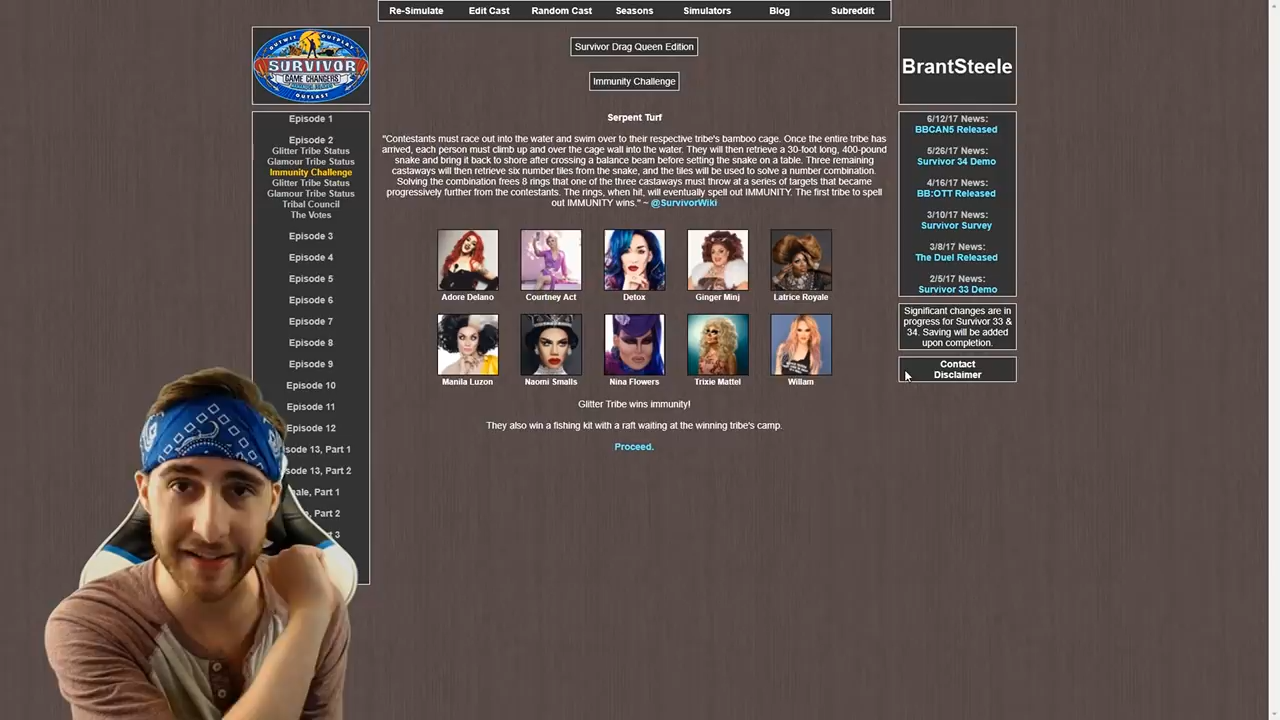 Re-Simulate Edit Cast Random Cast Seasons Simulators Blog Subreddit
OUTWIT OUTPLAY
SURVIVOR
GAME CHANGERS
OUTLAST
Episode 1
Episode 2
Glitter Tribe Status
Glamour Tribe Status
Immunity Challenge
Glitter Tribe Status
Glamour Tribe Status
Tribal Council
The Votes
Episode 3
Episode 4
Episode 5
Episode 6
Episode 7
Episode 8
Episode 9
Episode 10
Episode 11
Episode 12
sode 13, Part 1
sode 13, Part 2
ale, Part 1
, Part 2
t 3
Survivor Drag Queen Edition
Immunity Challenge
Serpent Turf
"Contestants must race out into the water and swim over to their respective tribe's bamboo cage. Once the entire tribe has
arrived, each person must climb up and over the cage wall into the water. They will then retrieve a 30-foot long, 400-pound
snake and bring it back to shore after crossing a balance beam before setting the snake on a table. Three remaining
castaways will then retrieve six number tiles from the snake, and the tiles will be used to solve a number combination.
Solving the combination frees 8 rings that one of the three castaways must throw at a series of targets that became
progressively further from the contestants. The rings, when hit, will eventually spell out IMMUNITY. The first tribe to spell
out IMMUNITY wins." ~ @SurvivorWiki
Adore Delano Courtney Act Detox Ginger Minj Latrice Royale
Manila Luzon Naomi Smalls Nina Flowers Trixie Mattel Willam
Glitter Tribe wins immunity!
They also win a fishing kit with a raft waiting at the winning tribe's camp.
Proceed.
BrantSteele
6/12/17 News:
BBCAN5 Released
5/26/17 News:
Survivor 34 Demo
4/16/17 News:
BB:OTT Released
3/10/17 News:
Survivor Survey
3/8/17 News:
The Duel Released
2/5/17 News:
Survivor 33 Demo
Significant changes are in
progress for Survivor 33 &
34. Saving will be added
upon completion.
Contact
Disclaimer